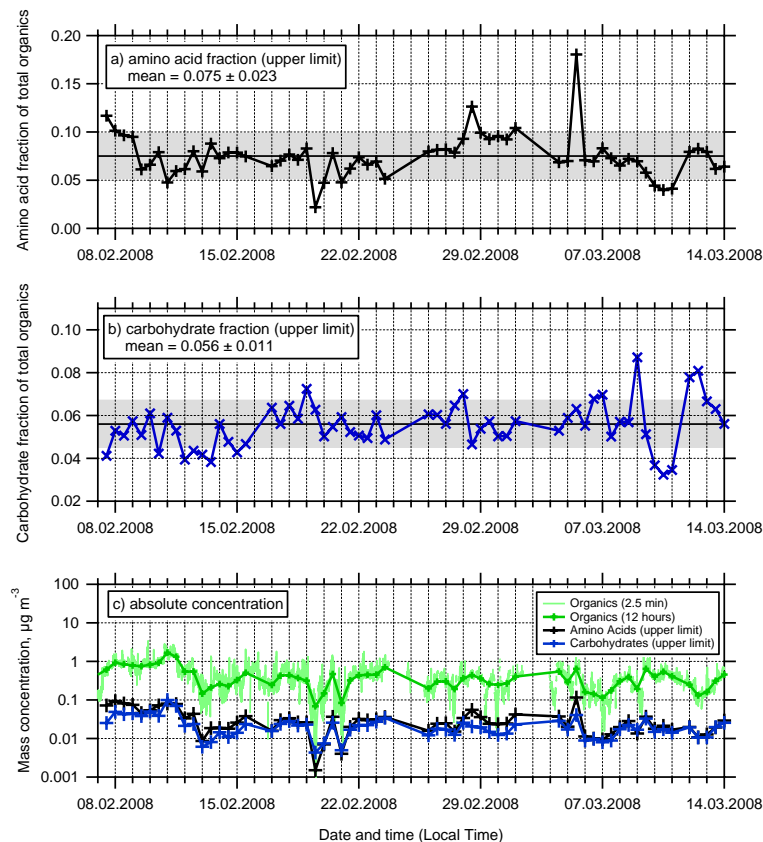 0.20
0.15
0.10
0.05
0.00
Amino acid fraction of total organics
a) amino acid fraction (upper limit)
mean = 0.075 ± 0.023
08.02.2008 15.02.2008 22.02.2008 29.02.2008 07.03.2008 14.03.2008
0.10
0.08
0.06
0.04
0.02
Carbohydrate fraction of total organics
b) carbohydrate fraction (upper limit)
mean = 0.056 ± 0.011
08.02.2008 15.02.2008 22.02.2008 29.02.2008 07.03.2008 14.03.2008
100
10
1
0.1
0.01
0.001
Mass concentration, µg m-3
c) absolute concentration
Organics (2.5 min)
Organics (12 hours)
Amino Acids (upper limit)
Carbohydrates (upper limit)
08.02.2008 15.02.2008 22.02.2008 29.02.2008 07.03.2008 14.03.2008
Date and time (Local Time)